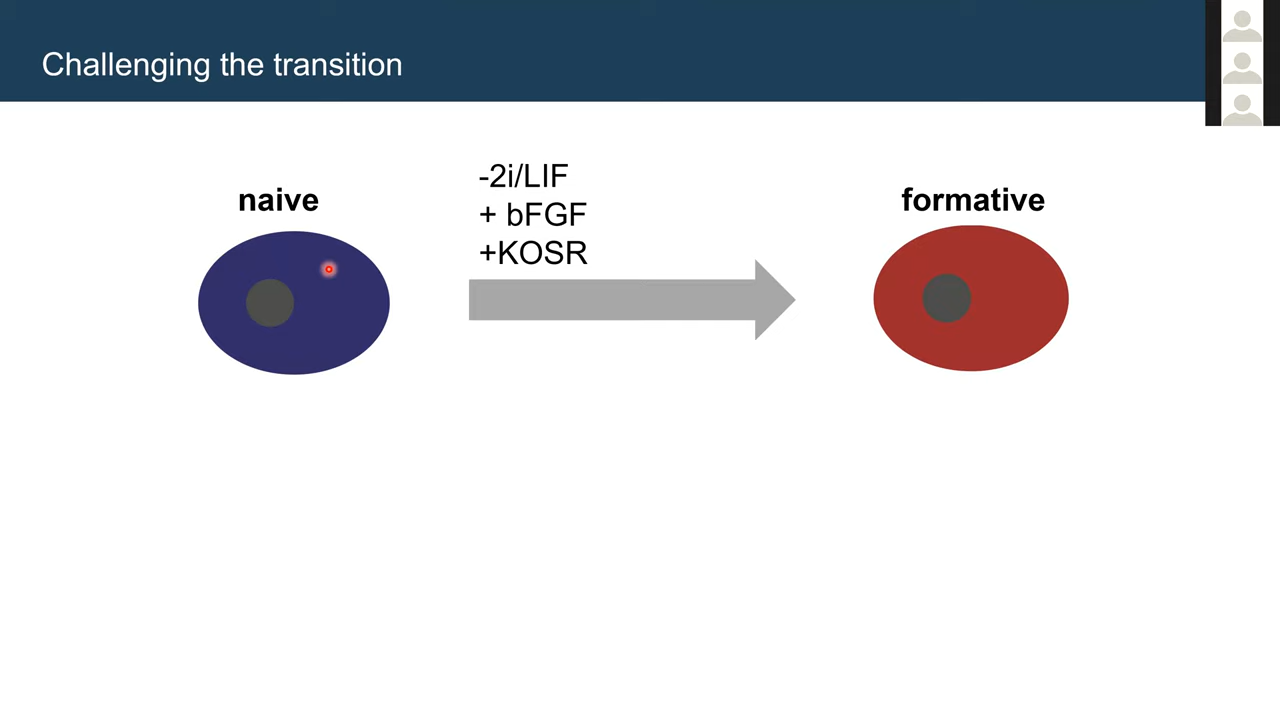 Challenging the transition
naive
-2i/LIF
+ bFGF
+KOSR
formative